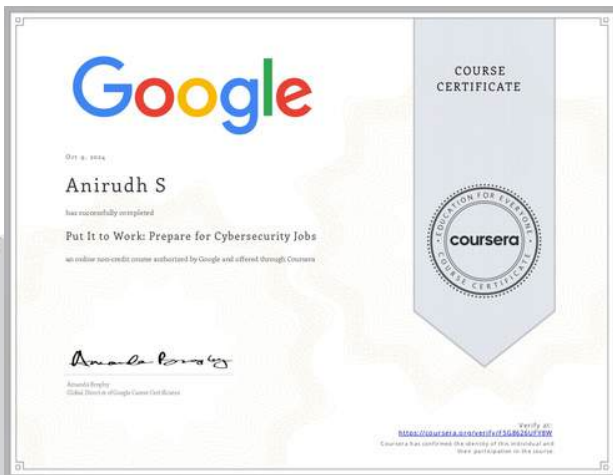 Google
COURSE
CERTIFICATE
Oct 9, 2024
Anirudh S
has successfully completed
Put It to Work: Prepare for Cybersecurity Jobs
an online non-credit course authorized by Google and offered through Coursera
EDUCATION FOR EVERYONE
coursera
COURSE CERTIFICATE
Amanda Brophy
Global Director of Google Career Certificates
Verify at:
Coursera has confirmed the identity of this individual and
their participation in the course.